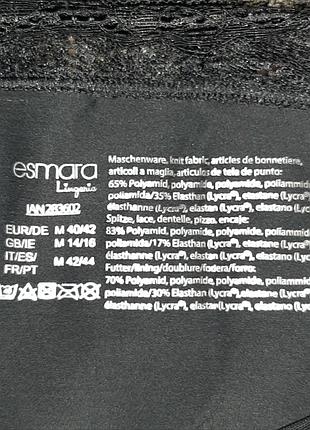 esmara
Lingerie
IAN 283602
EUR/DE M 40/42
GB/IE M 14/16
IT/ES/ M 42/44
FR/PT
Maschenware, knit fabric, articles de bonnetterie,
articoli a maglia, artículos de tela de punto:
65% Polyamid, polyamide, polyamide, poliammide
poliamida/35% Elasthan (Lycra®), elastane (Lycra®),
élasthanne (Lycra®), elastan (Lycra®), elastano (Lycra®)
Spitze, lace, dentelle, pizzo, encaje:
83% Polyamid, polyamide, polyamide, poliammide
poliamida/17% Elasthan (Lycra®), elastane (Lycra®),
élasthanne (Lycra®), elastan (Lycra®), elastano (Lycra®)
Futter/lining/doublure/fodera/forro:
70% Polyamid, polyamide, polyamide, poliammide
poliamida/30% Elasthan (Lycra®), elastane (Lycra®),
élasthanne (Lycra®), elastan (Lycra®), elastano (Lycra®)